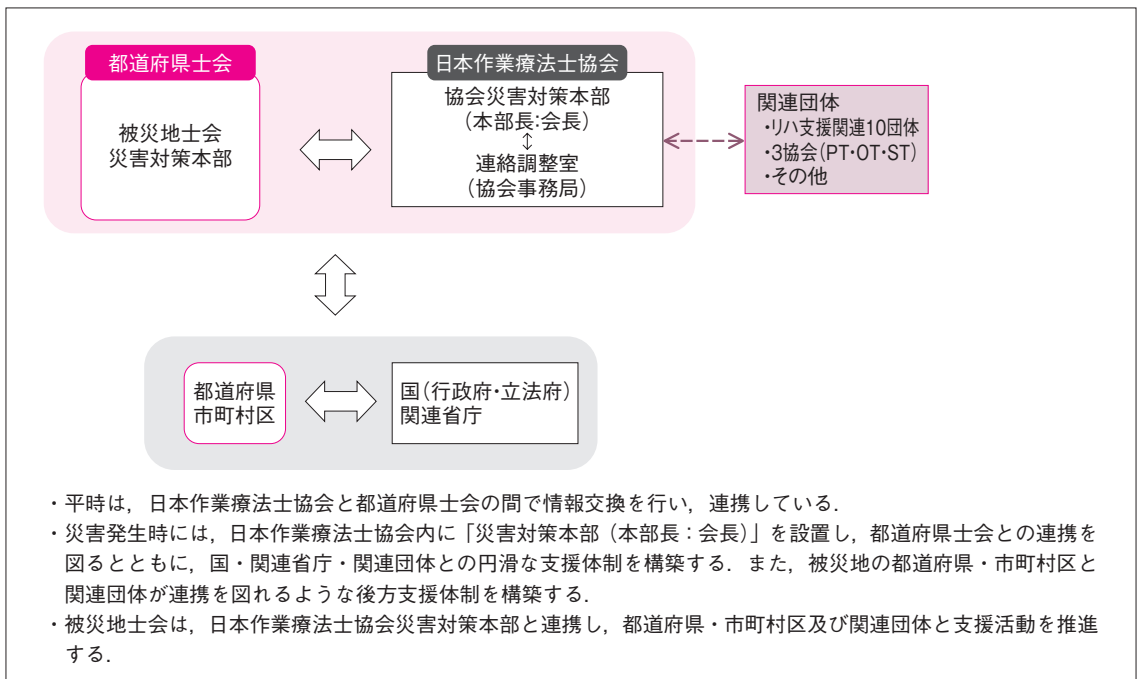 都道府県士会
被災地士会
災害対策本部
日本作業療法士協会
協会災害対策本部
(本部長:会長)
↕
連絡調整室
(協会事務局)
関連団体
・リハ支援関連10団体
・3協会(PT・OT・ST)
・その他
都道府県
市町村区
国(行政府・立法府)
関連省庁
・平時は，日本作業療法士協会と都道府県士会の間で情報交換を行い，連携している．
・災害発生時には，日本作業療法士協会内に「災害対策本部（本部長：会長）」を設置し，都道府県士会との連携を
図るとともに，国・関連省庁・関連団体との円滑な支援体制を構築する．また，被災地の都道府県・市町村区と
関連団体が連携を図れるような後方支援体制を構築する．
・被災地士会は，日本作業療法士協会災害対策本部と連携し，都道府県・市町村区及び関連団体と支援活動を推進
する．